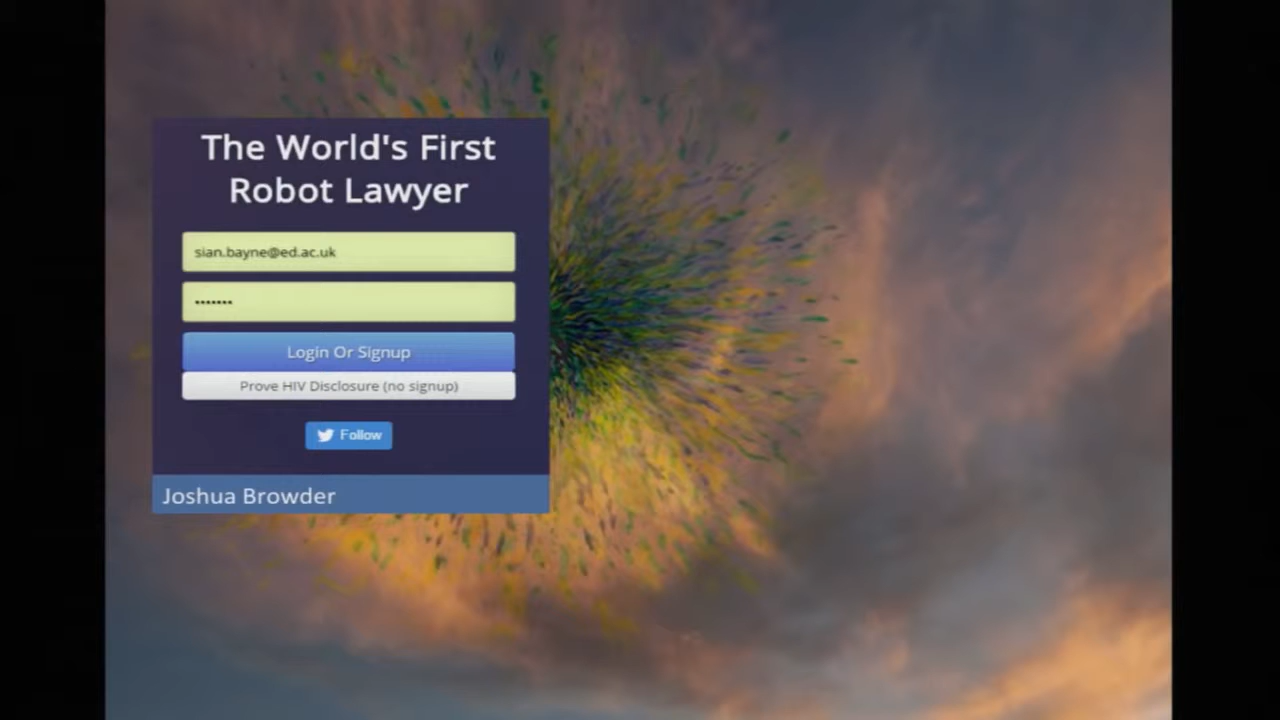 The World's First
Robot Lawyer
sian.bayne@ed.ac.uk
•••••••
Login Or Signup
Prove HIV Disclosure (no signup)
Follow
Joshua Browder